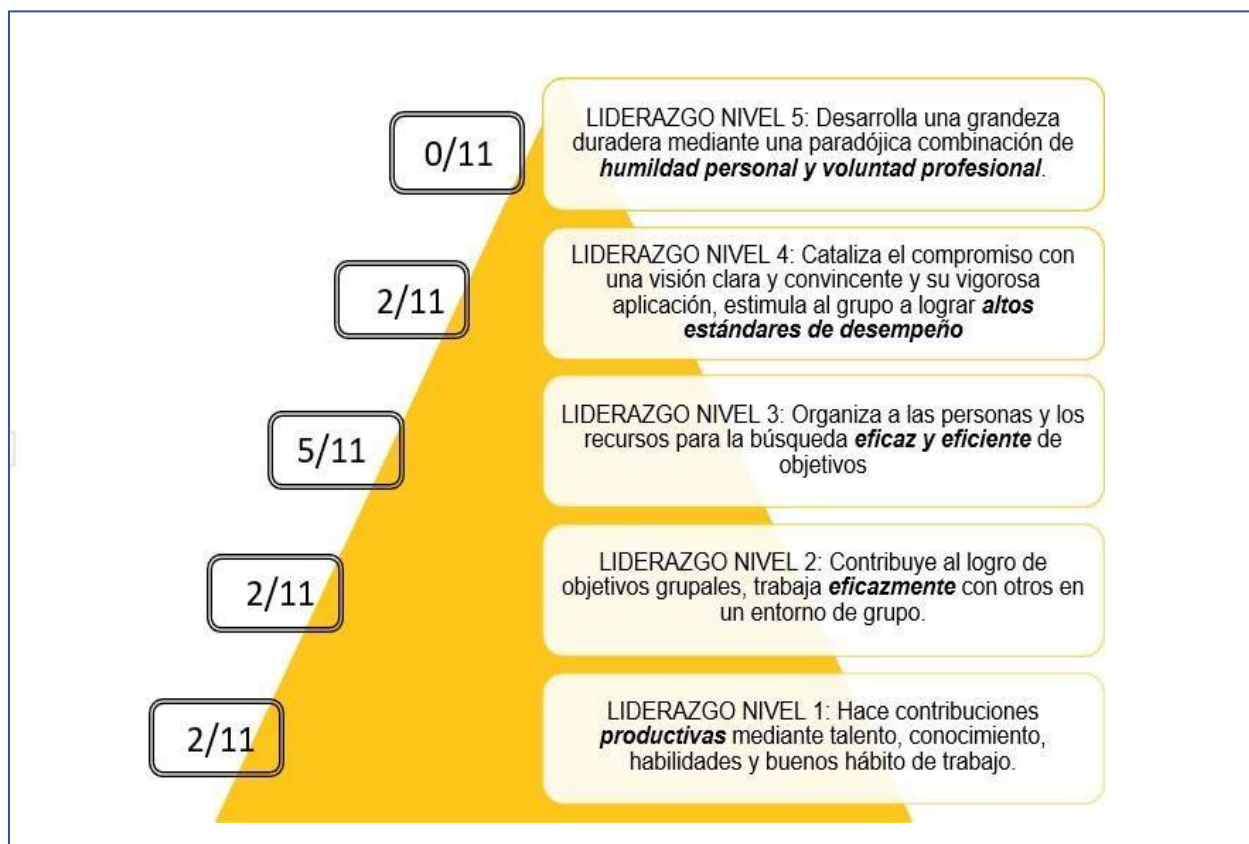 0/11
LIDERAZGO NIVEL 5: Desarrolla una grandeza
duradera mediante una paradójica combinación de
humildad personal y voluntad profesional.
2/11
LIDERAZGO NIVEL 4: Cataliza el compromiso con
una visión clara y convincente y su vigorosa
aplicación, estimula al grupo a lograr altos
estándares de desempeño
5/11
LIDERAZGO NIVEL 3: Organiza a las personas y los
recursos para la búsqueda eficaz y eficiente de
objetivos
2/11
LIDERAZGO NIVEL 2: Contribuye al logro de
objetivos grupales, trabaja eficazmente con otros en
un entorno de grupo.
2/11
LIDERAZGO NIVEL 1: Hace contribuciones
productivas mediante talento, conocimiento,
habilidades y buenos hábito de trabajo.